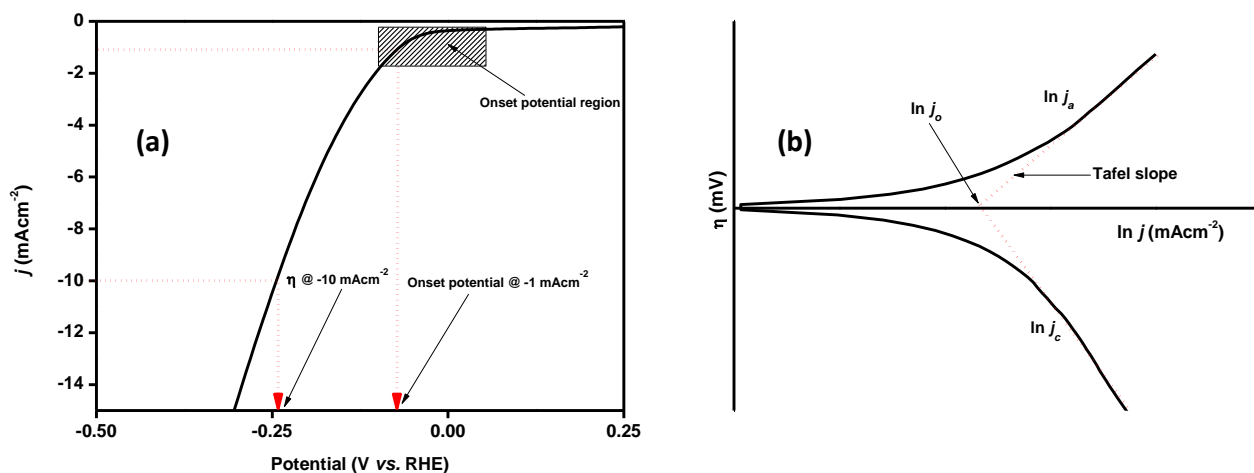 0
-2
-4
-6
-8
-10
-12
-14
j (mAcm⁻²)
(a)
Onset potential region
η @ -10 mAcm⁻²
Onset potential @ -1 mAcm⁻²
-0.50
-0.25
0.00
0.25
Potential (V vs. RHE)
(b)
ln jₒ
ln jₐ
Tafel slope
η (mV)
ln j (mAcm⁻²)
ln j_c